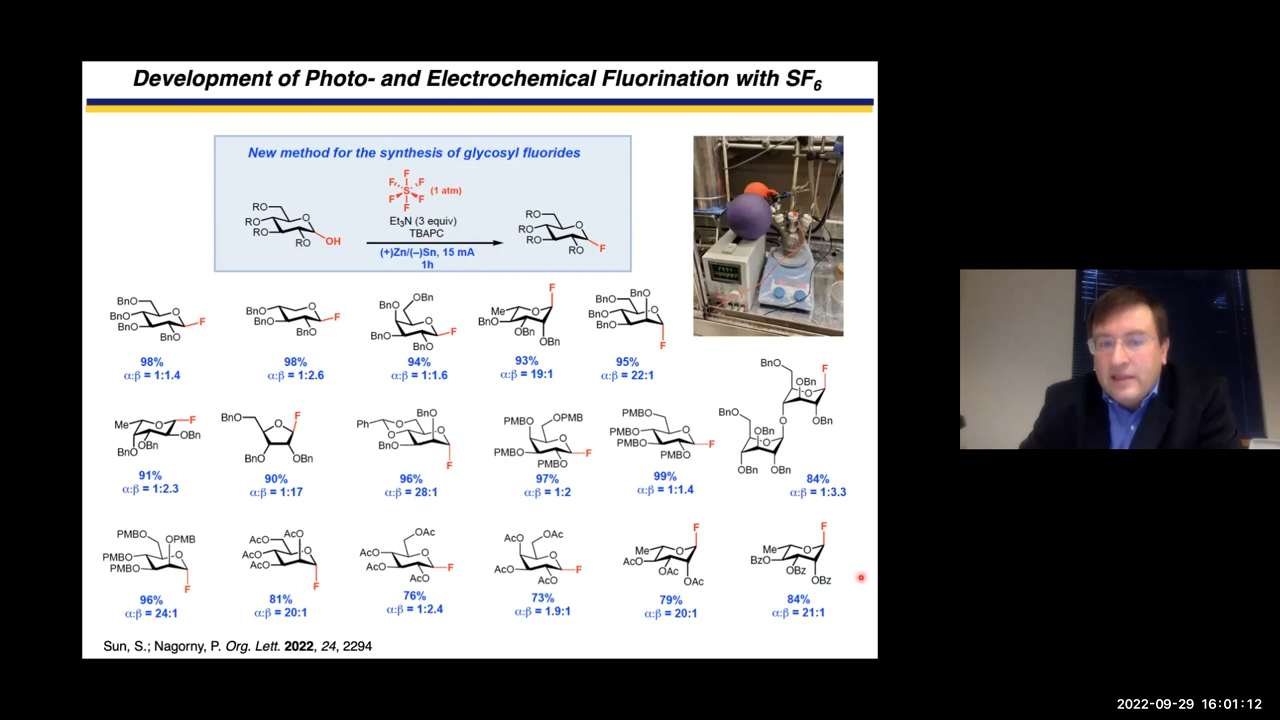 Development of Photo- and Electrochemical Fluorination with SF6
New method for the synthesis of glycosyl fluorides
F
F F
S (1 atm)
F F
F
RO
RO O
RO
RO OH
Et3N (3 equiv)
TBAPC
(+)Zn/(–)Sn, 15 mA
1h
RO
RO O
RO
RO F
BnO
BnO O
BnO
BnO F
98%
α:β = 1:1.4
BnO O
BnO
BnO F
98%
α:β = 1:2.6
BnO OBn
O
BnO
BnO F
94%
α:β = 1:1.6
F
Me O
BnO
OBn
OBn
93%
α:β = 19:1
BnO OBn
BnO O
BnO
F
95%
α:β = 22:1
Me O F
OBn
BnO OBn
91%
α:β = 1:2.3
BnO F
O
BnO OBn
90%
α:β = 1:17
Ph OBn
O O
O
BnO
F
96%
α:β = 28:1
PMBO OPMB
O
PMBO
PMBO F
97%
α:β = 1:2
PMBO
PMBO O
PMBO
PMBO F
99%
α:β = 1:1.4
BnO F
OBn O
OBn
BnO O
OBn O
OBn OBn
84%
α:β = 1:3.3
PMBO OPMB
PMBO O
PMBO
F
96%
α:β = 24:1
AcO AcO
AcO O
AcO
F
81%
α:β = 20:1
OAc
AcO O
AcO
AcO F
76%
α:β = 1:2.4
AcO OAc
O
AcO
AcO F
73%
α:β = 1.9:1
F
Me O
AcO
OAc
OAc
79%
α:β = 20:1
F
Me O
BzO
OBz
OBz
84%
α:β = 21:1
Sun, S.; Nagorny, P. Org. Lett. 2022, 24, 2294
2022-09-29 16:01:12